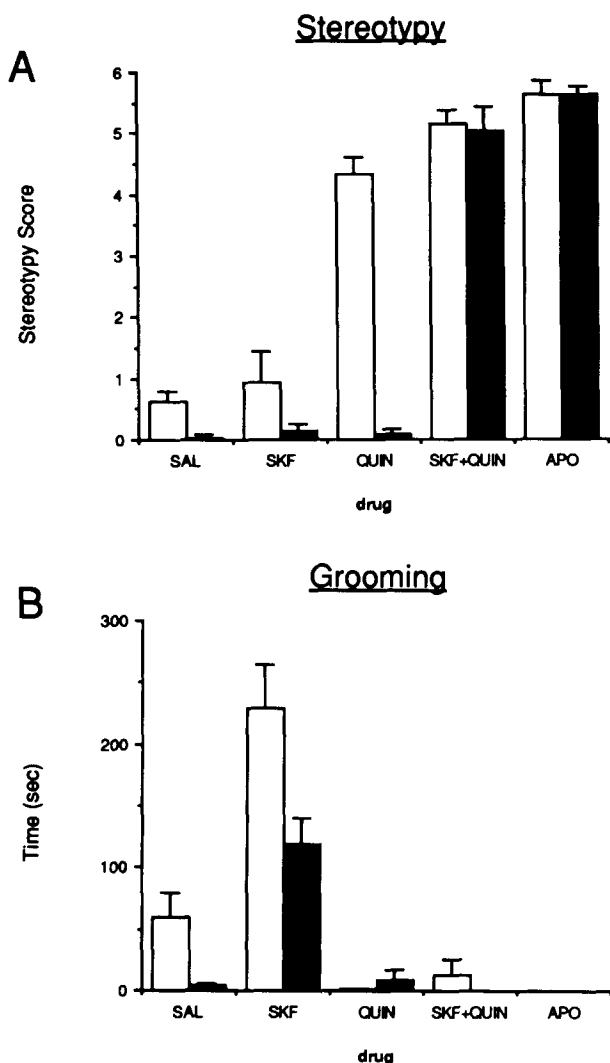 Stereotypy
A
6
5
4
3
2
1
0
Stereotypy Score
SAL SKF QUIN SKF+QUIN APO
drug
Grooming
B
300
200
100
0
Time (sec)
SAL SKF QUIN SKF+QUIN APO
drug